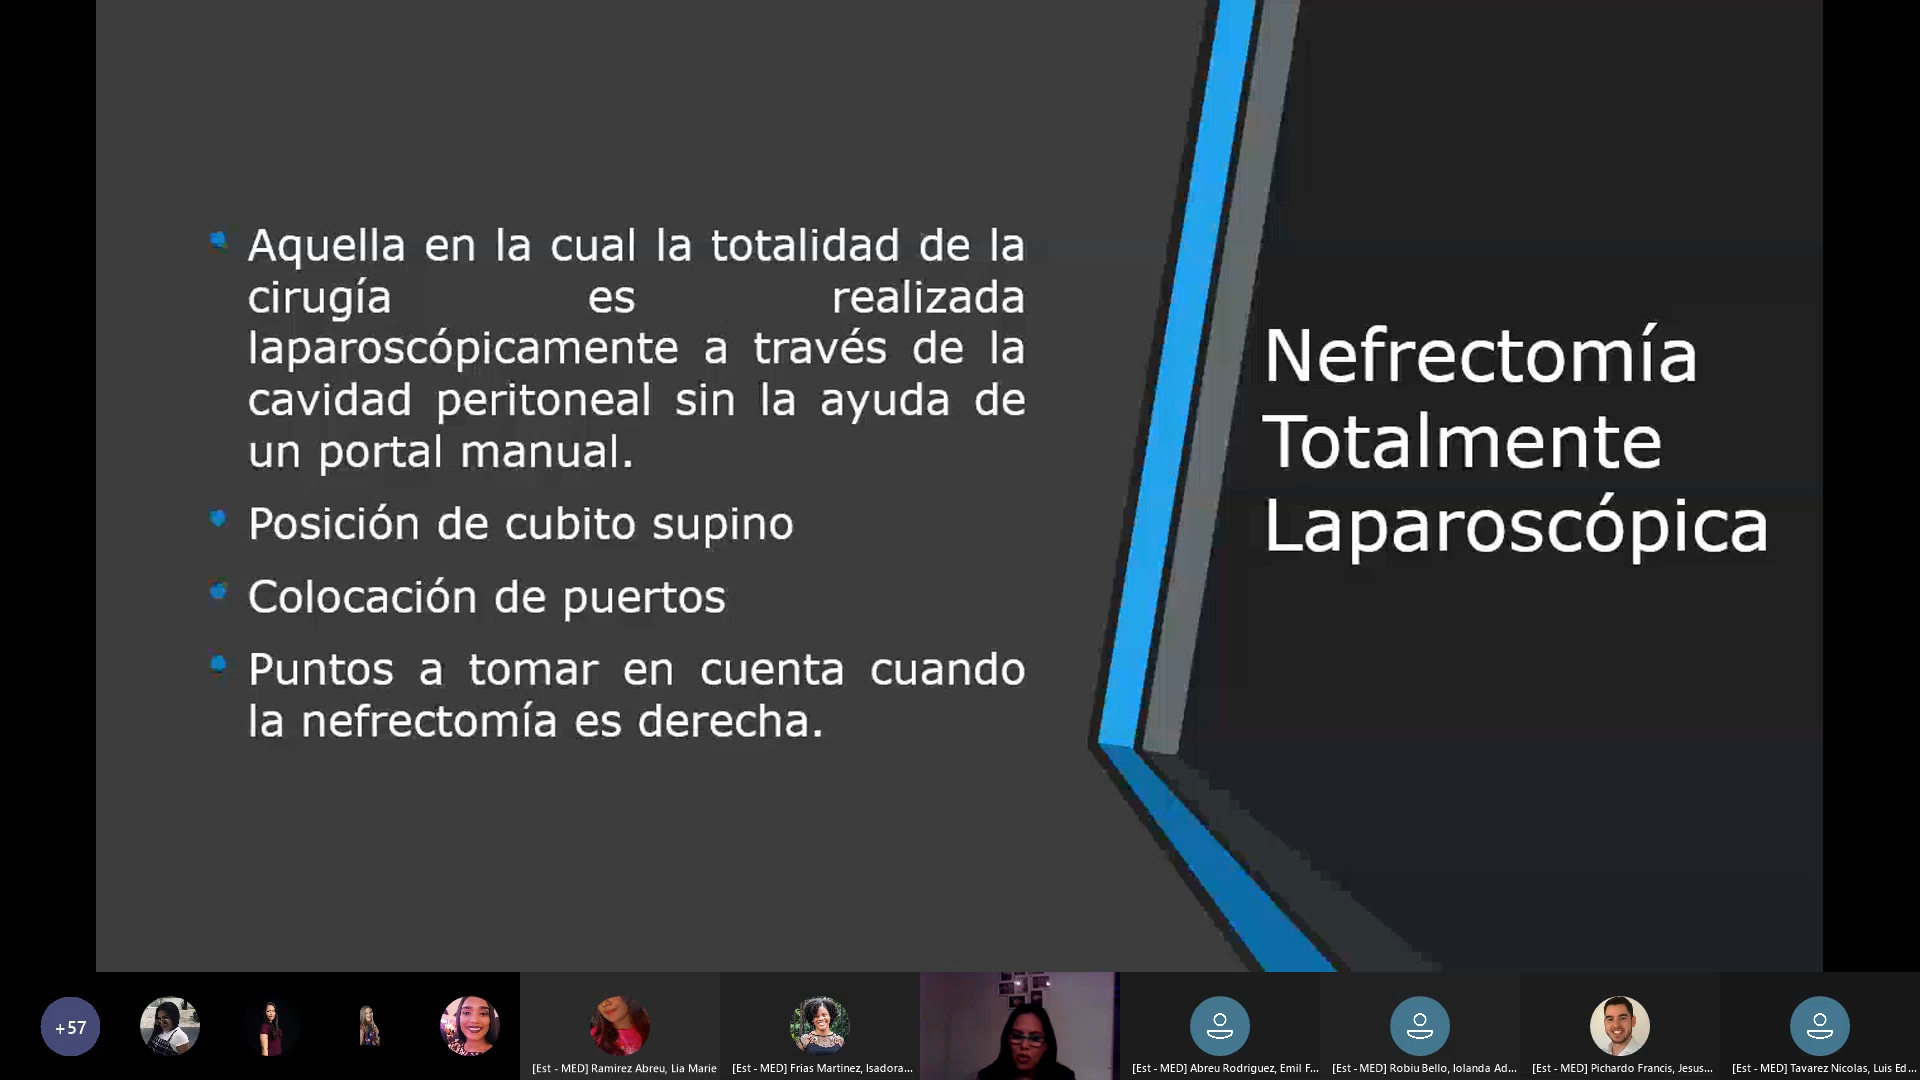 Aquella en la cual la totalidad de la
cirugía es realizada
laparoscópicamente a través de la
cavidad peritoneal sin la ayuda de
un portal manual.
Posición de cubito supino
Colocación de puertos
Puntos a tomar en cuenta cuando
la nefrectomía es derecha.
Nefrectomía
Totalmente
Laparoscópica
+57
[Est - MED] Ramirez Abreu, Lia Marie
[Est - MED] Frias Martinez, Isadora...
[Est - MED] Abreu Rodriguez, Emil F...
[Est - MED] Robiu Bello, Iolanda Ad...
[Est - MED] Pichardo Francis, Jesus...
[Est - MED] Tavarez Nicolas, Luis Ed...